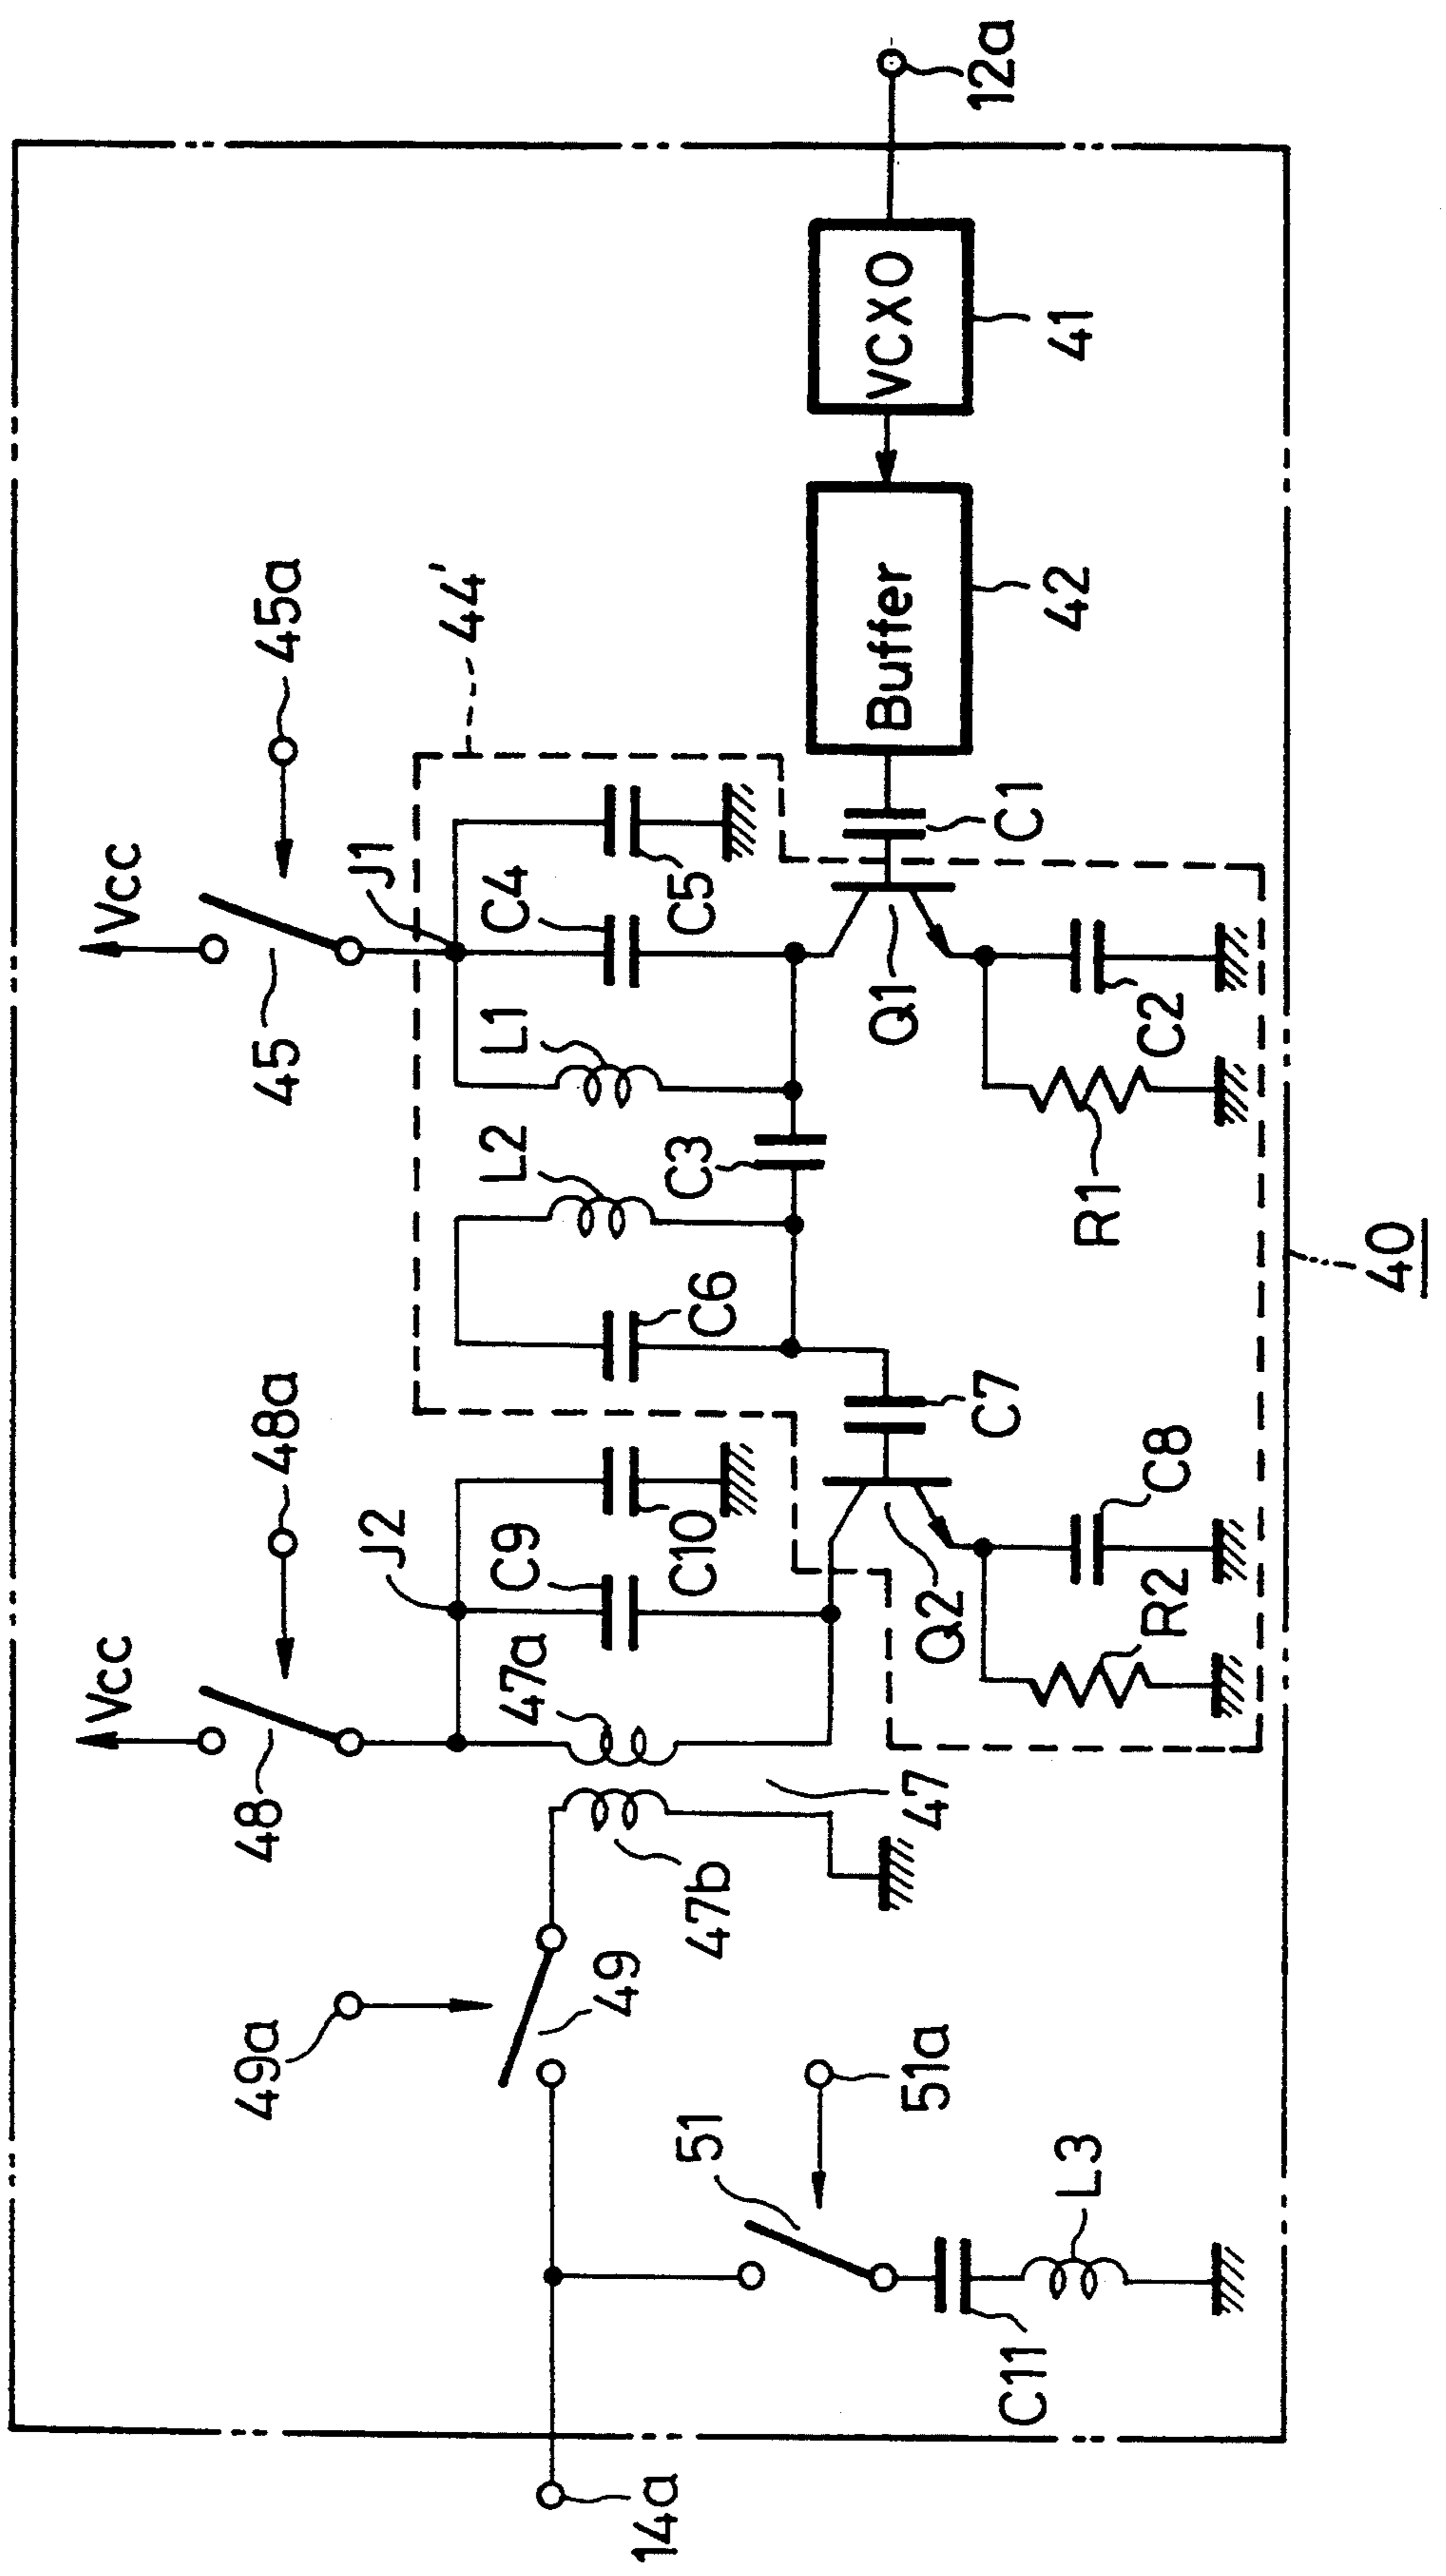 12a
VCXO
41
Buffer
42
45a
44'
Vcc
J1
45
C4
C5
C1
L1
Q1
C2
L2
C3
R1
40
C6
48a
C7
Vcc
J2
48
C9
C10
C8
47a
Q2
R2
47
47b
49a
49
51a
51
L3
C11
14a